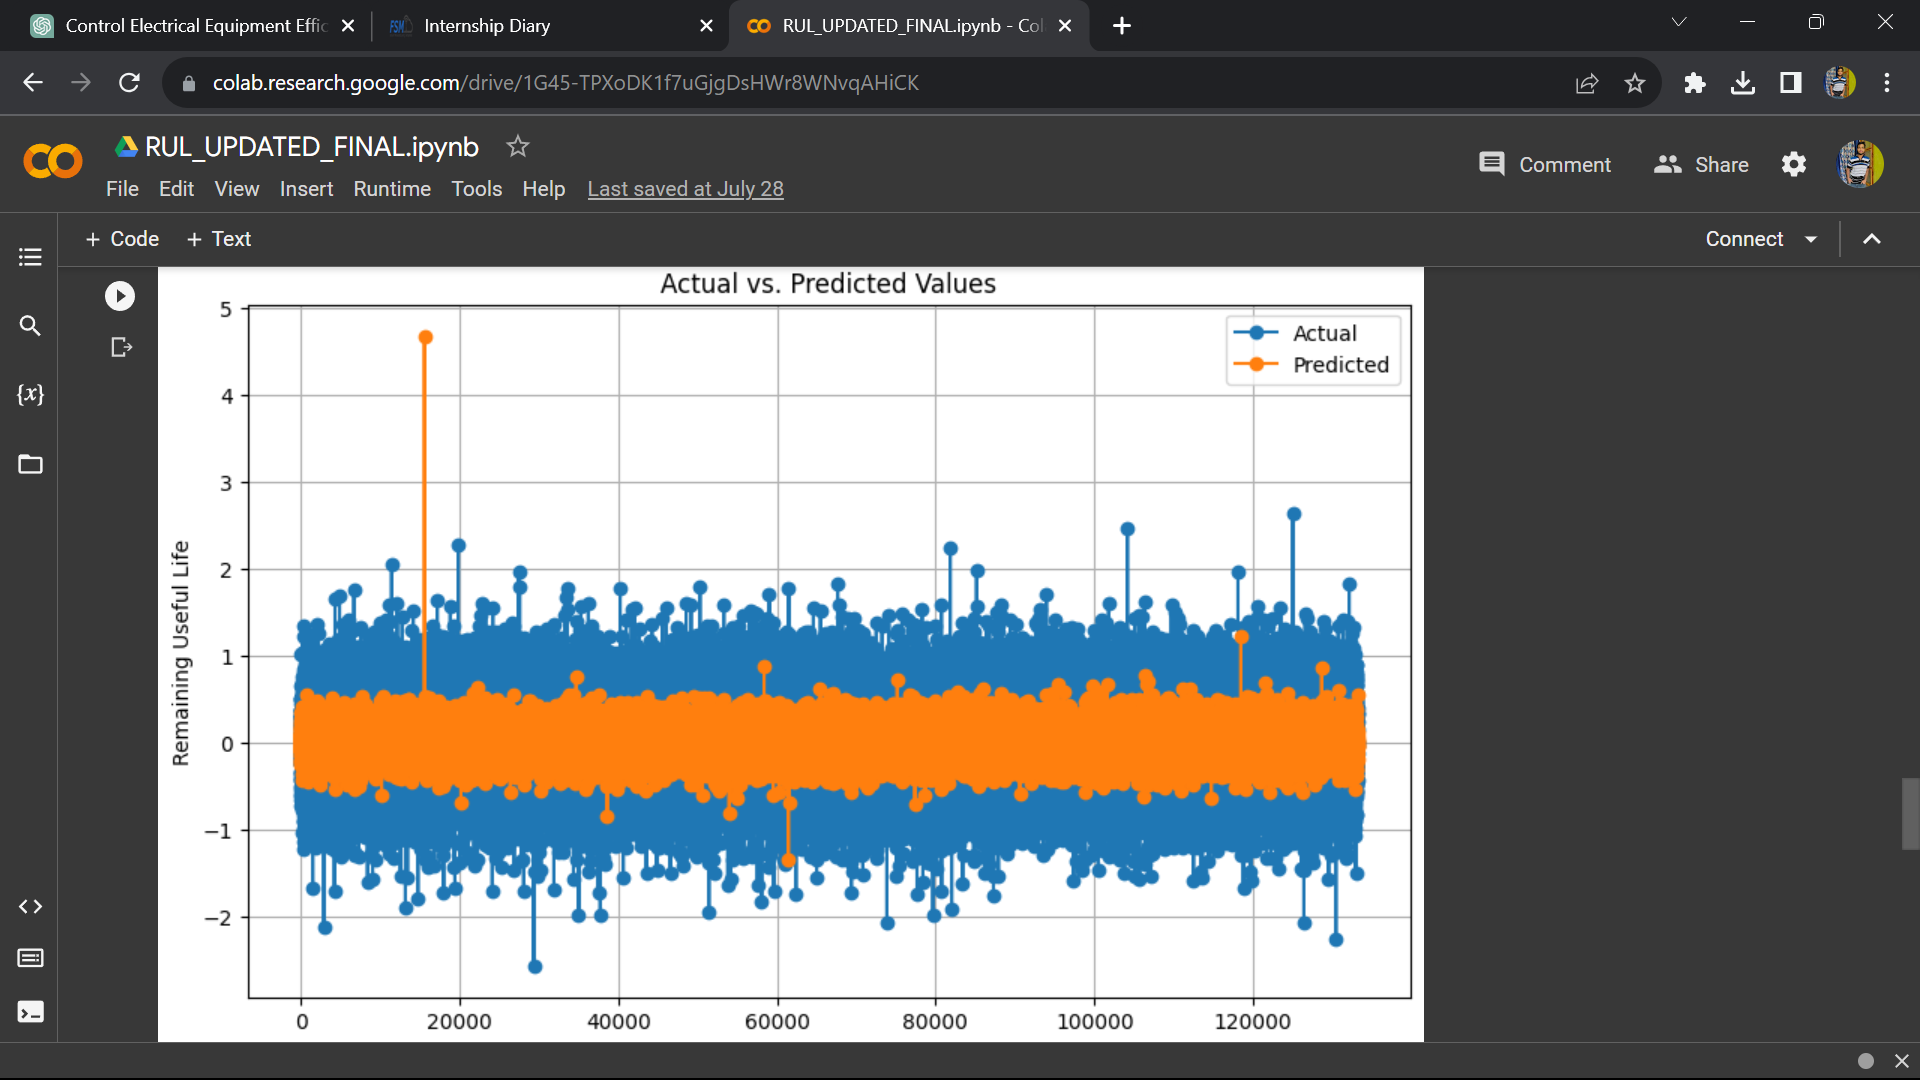 Control Electrical Equipment Effic
Internship Diary
RUL_UPDATED_FINAL.ipynb - Col
colab.research.google.com/drive/1G45-TPXoDK1f7uGjgDsHWr8WNvqAHiCK
RUL_UPDATED_FINAL.ipynb
File Edit View Insert Runtime Tools Help Last saved at July 28
Comment Share
+ Code + Text
Connect
{x}
Actual vs. Predicted Values
Actual
Predicted
Remaining Useful Life
5
4
3
2
1
0
−1
−2
0 20000 40000 60000 80000 100000 120000